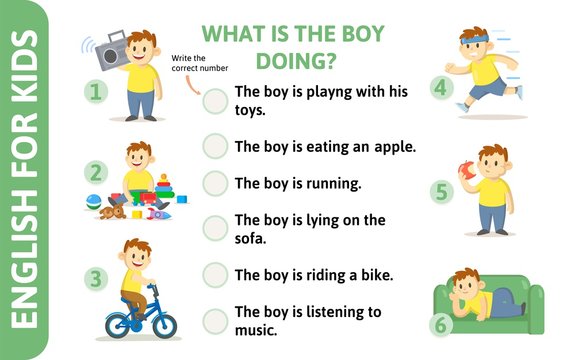 ENGLISH FOR KIDS
WHAT IS THE BOY
DOING?
Write the
correct number
1
2
3
The boy is playng with his
toys.
The boy is eating an apple.
The boy is running.
The boy is lying on the
sofa.
The boy is riding a bike.
The boy is listening to
music.
4
5
6